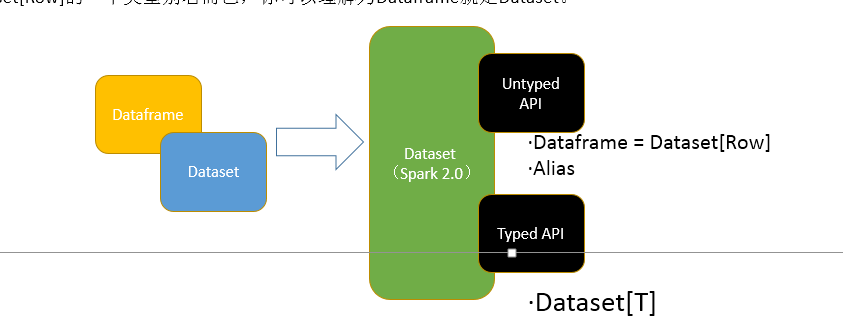 set[Row]的一个类型别名而已，你可以理解为Dataframe就是Dataset。
Dataframe
Dataset
Dataset
（Spark 2.0）
Untyped
API
·Dataframe = Dataset[Row]
·Alias
Typed API
·Dataset[T]